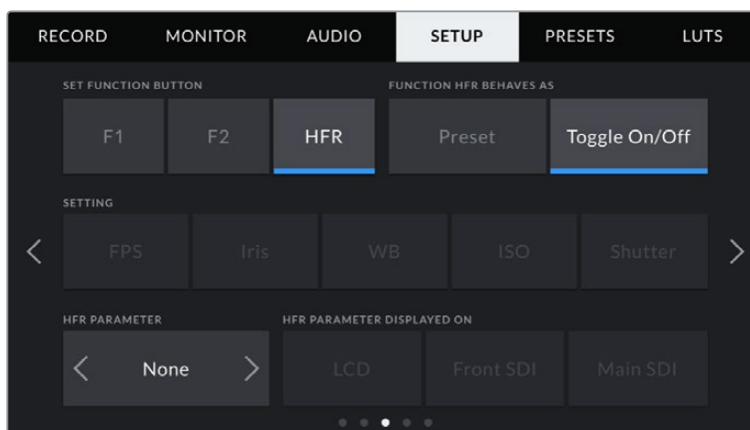 RECORD MONITOR AUDIO SETUP PRESETS LUTS
SET FUNCTION BUTTON FUNCTION HFR BEHAVES AS
F1 F2 HFR Preset Toggle On/Off
SETTING
FPS Iris WB ISO Shutter
HFR PARAMETER HFR PARAMETER DISPLAYED ON
None LCD Front SDI Main SDI